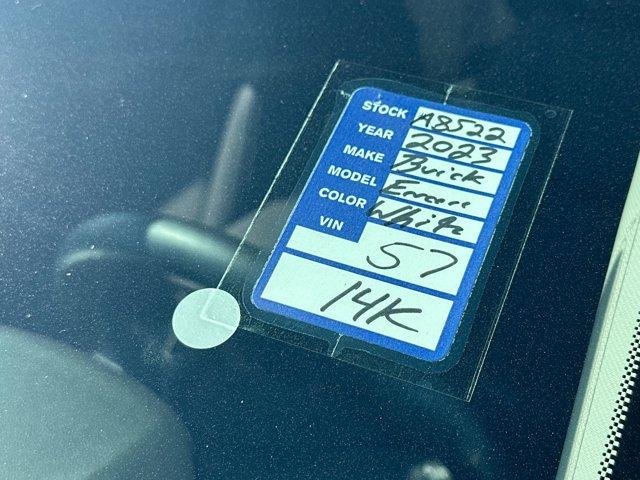 STOCK A8522
YEAR 2023
MAKE Buick
MODEL Encore
COLOR White
VIN 57
14K